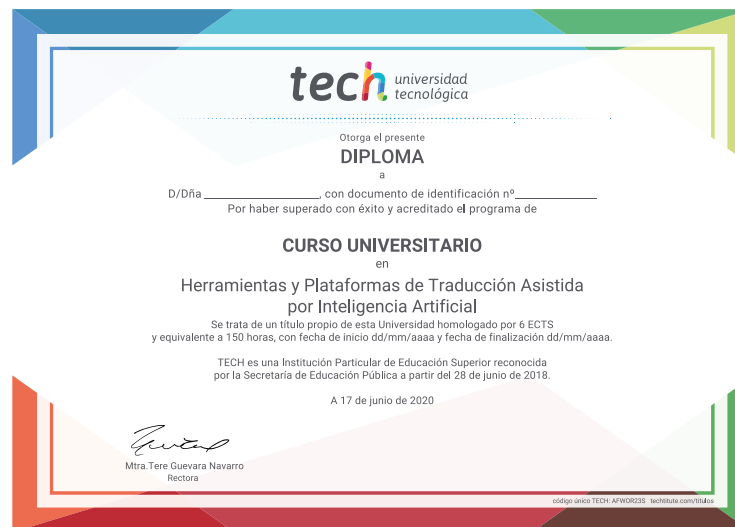 tech universidad
tecnológica
Otorga el presente
DIPLOMA
a
D/Dña ____________________, con documento de identificación nº______________
Por haber superado con éxito y acreditado el programa de
CURSO UNIVERSITARIO
en
Herramientas y Plataformas de Traducción Asistida
por Inteligencia Artificial
Se trata de un título propio de esta Universidad homologado por 6 ECTS
y equivalente a 150 horas, con fecha de inicio dd/mm/aaaa y fecha de finalización dd/mm/aaaa.
TECH es una Institución Particular de Educación Superior reconocida
por la Secretaría de Educación Pública a partir del 28 de junio de 2018.
A 17 de junio de 2020
Mtra.Tere Guevara Navarro
Rectora
código único TECH: AFWOR23S techtitute.com/titulos